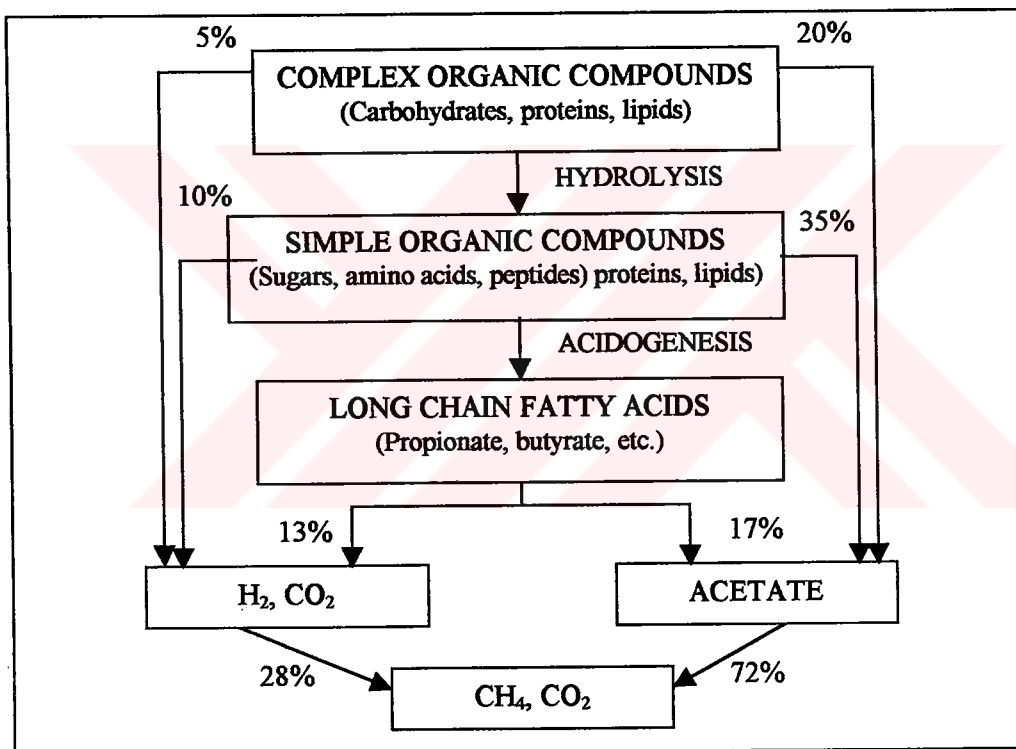 5%
20%
COMPLEX ORGANIC COMPOUNDS
(Carbohydrates, proteins, lipids)
HYDROLYSIS
10%
35%
SIMPLE ORGANIC COMPOUNDS
(Sugars, amino acids, peptides) proteins, lipids)
ACIDOGENESIS
LONG CHAIN FATTY ACIDS
(Propionate, butyrate, etc.)
13%
17%
H₂, CO₂
ACETATE
28%
72%
CH₄, CO₂